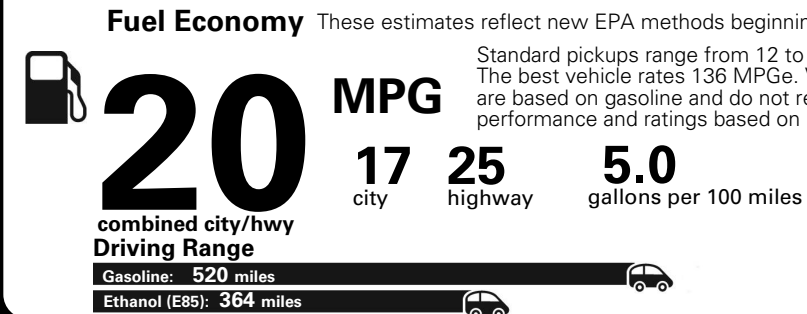 Fuel Economy These estimates reflect new EPA methods beginnin
Standard pickups range from 12 to
The best vehicle rates 136 MPGe. V
are based on gasoline and do not re
performance and ratings based on
20 MPG
17 25 5.0
city highway gallons per 100 miles
combined city/hwy
Driving Range
Gasoline: 520 miles
Ethanol (E85): 364 miles